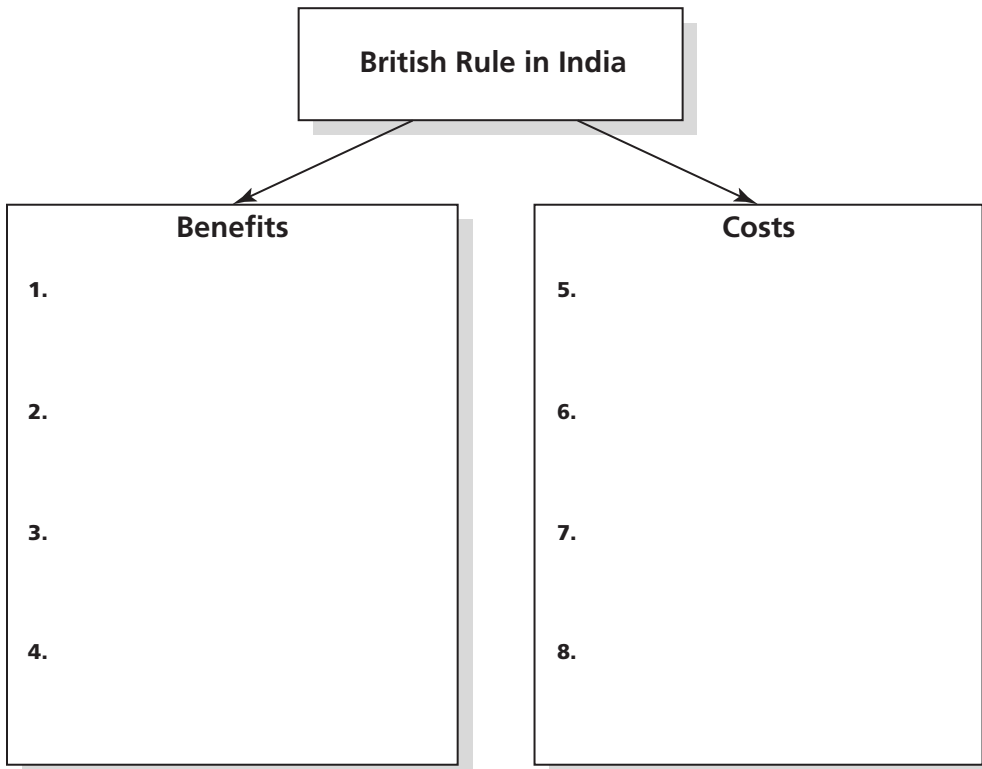 British Rule in India
Benefits
1.
2.
3.
4.
Costs
5.
6.
7.
8.